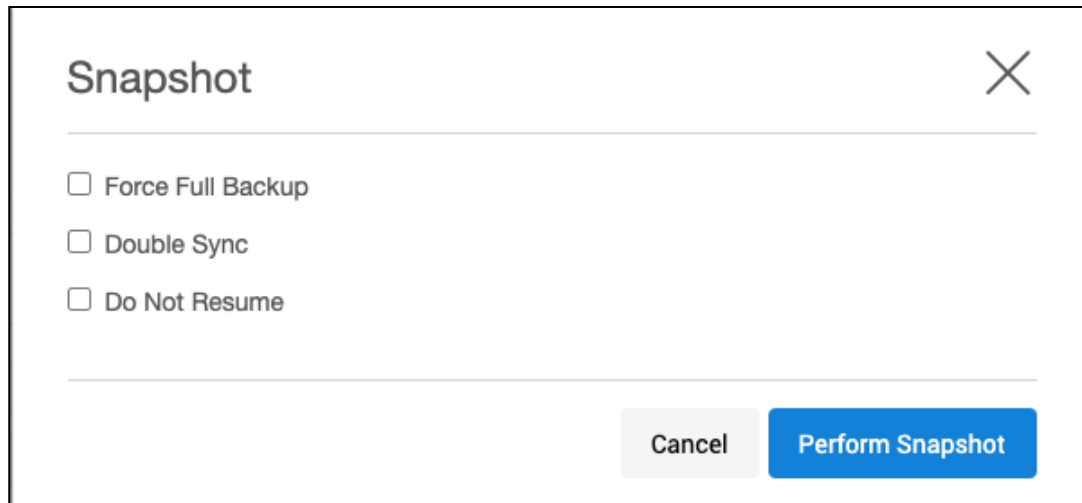 Snapshot
Force Full Backup
Double Sync
Do Not Resume
Cancel
Perform Snapshot